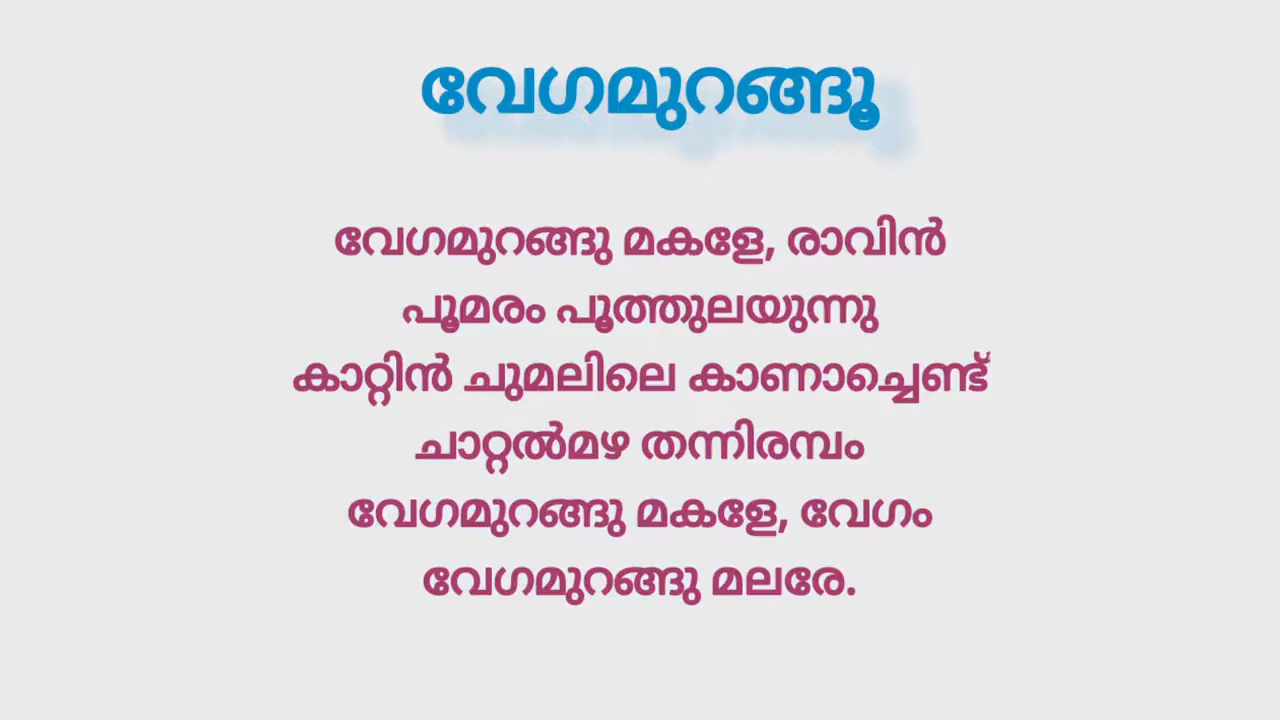 വേഗമുറങ്ങൂ
വേഗമുറങ്ങു മകളേ, രാവിൻ
പൂമരം പൂത്തുലയുന്നു
കാറ്റിൻ ചുമലിലെ കാണാച്ചെണ്ട്
ചാറ്റൽമഴ തന്നിരമ്പം
വേഗമുറങ്ങു മകളേ, വേഗം
വേഗമുറങ്ങു മലരേ.